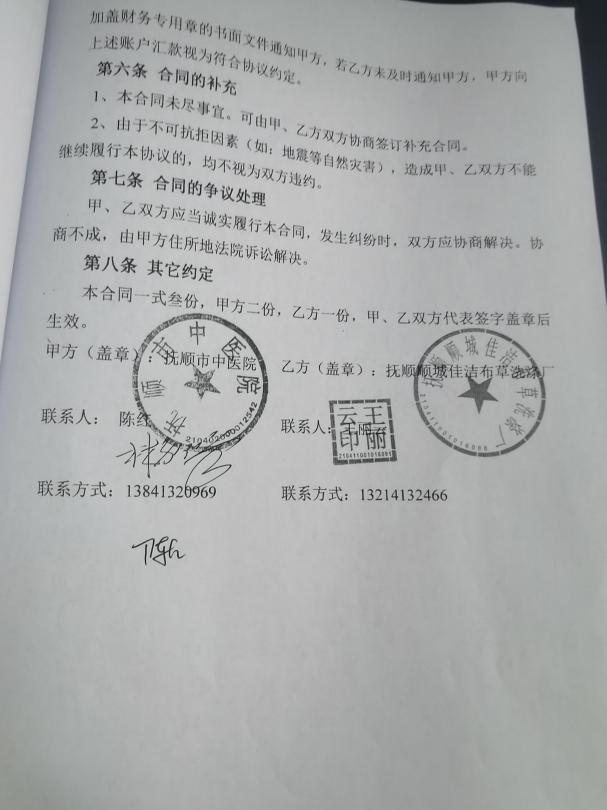 加盖财务专用章的书面文件通知甲方，若乙方未及时通知甲方，甲方向
上述账户汇款视为符合协议约定。
第六条 合同的补充
1、本合同未尽事宜。可由甲、乙方双方协商签订补充合同。
2、由于不可抗拒因素（如：地震等自然灾害），造成甲、乙双方不能
继续履行本协议的，均不视为双方违约。
第七条 合同的争议处理
甲、乙双方应当诚实履行本合同，发生纠纷时，双方应协商解决。协
商不成，由甲方住所地法院诉讼解决。
第八条 其它约定
本合同一式叁份，甲方二份，乙方一份，甲、乙双方代表签字盖章后
生效。
甲方（盖章）抚顺市中医院
乙方（盖章）：抚顺顺城佳洁布草洗涤厂
抚顺市中医院
2104020000012542
抚顺顺城佳洁布草洗涤厂
联系人： 陈红
联系人：王丽云
王丽云印
联系方式：13841320969
联系方式：13214132466